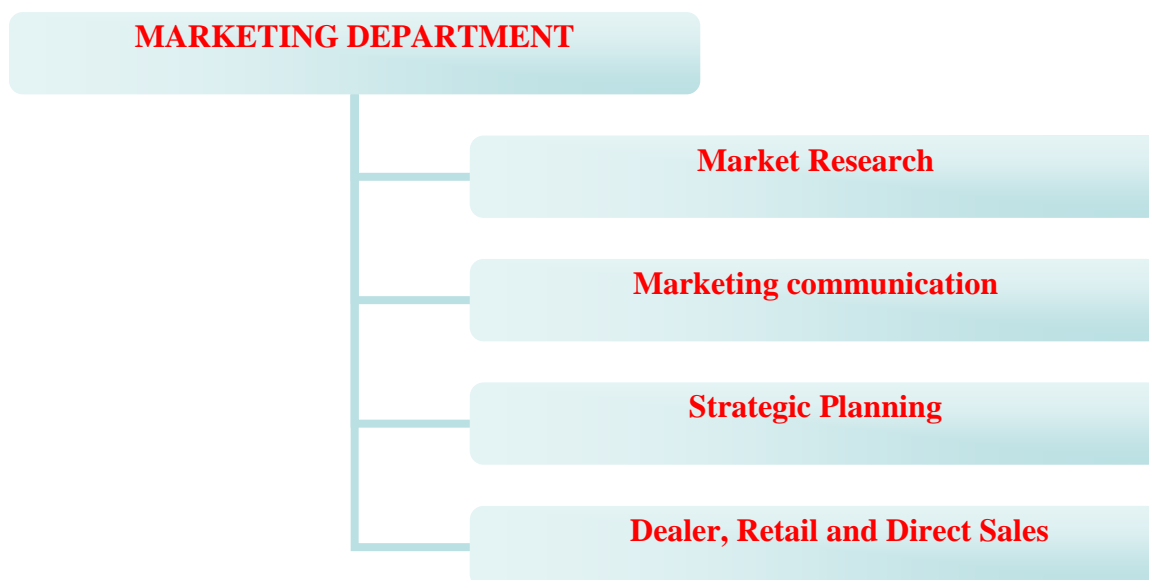 MARKETING DEPARTMENT
Market Research
Marketing communication
Strategic Planning
Dealer, Retail and Direct Sales